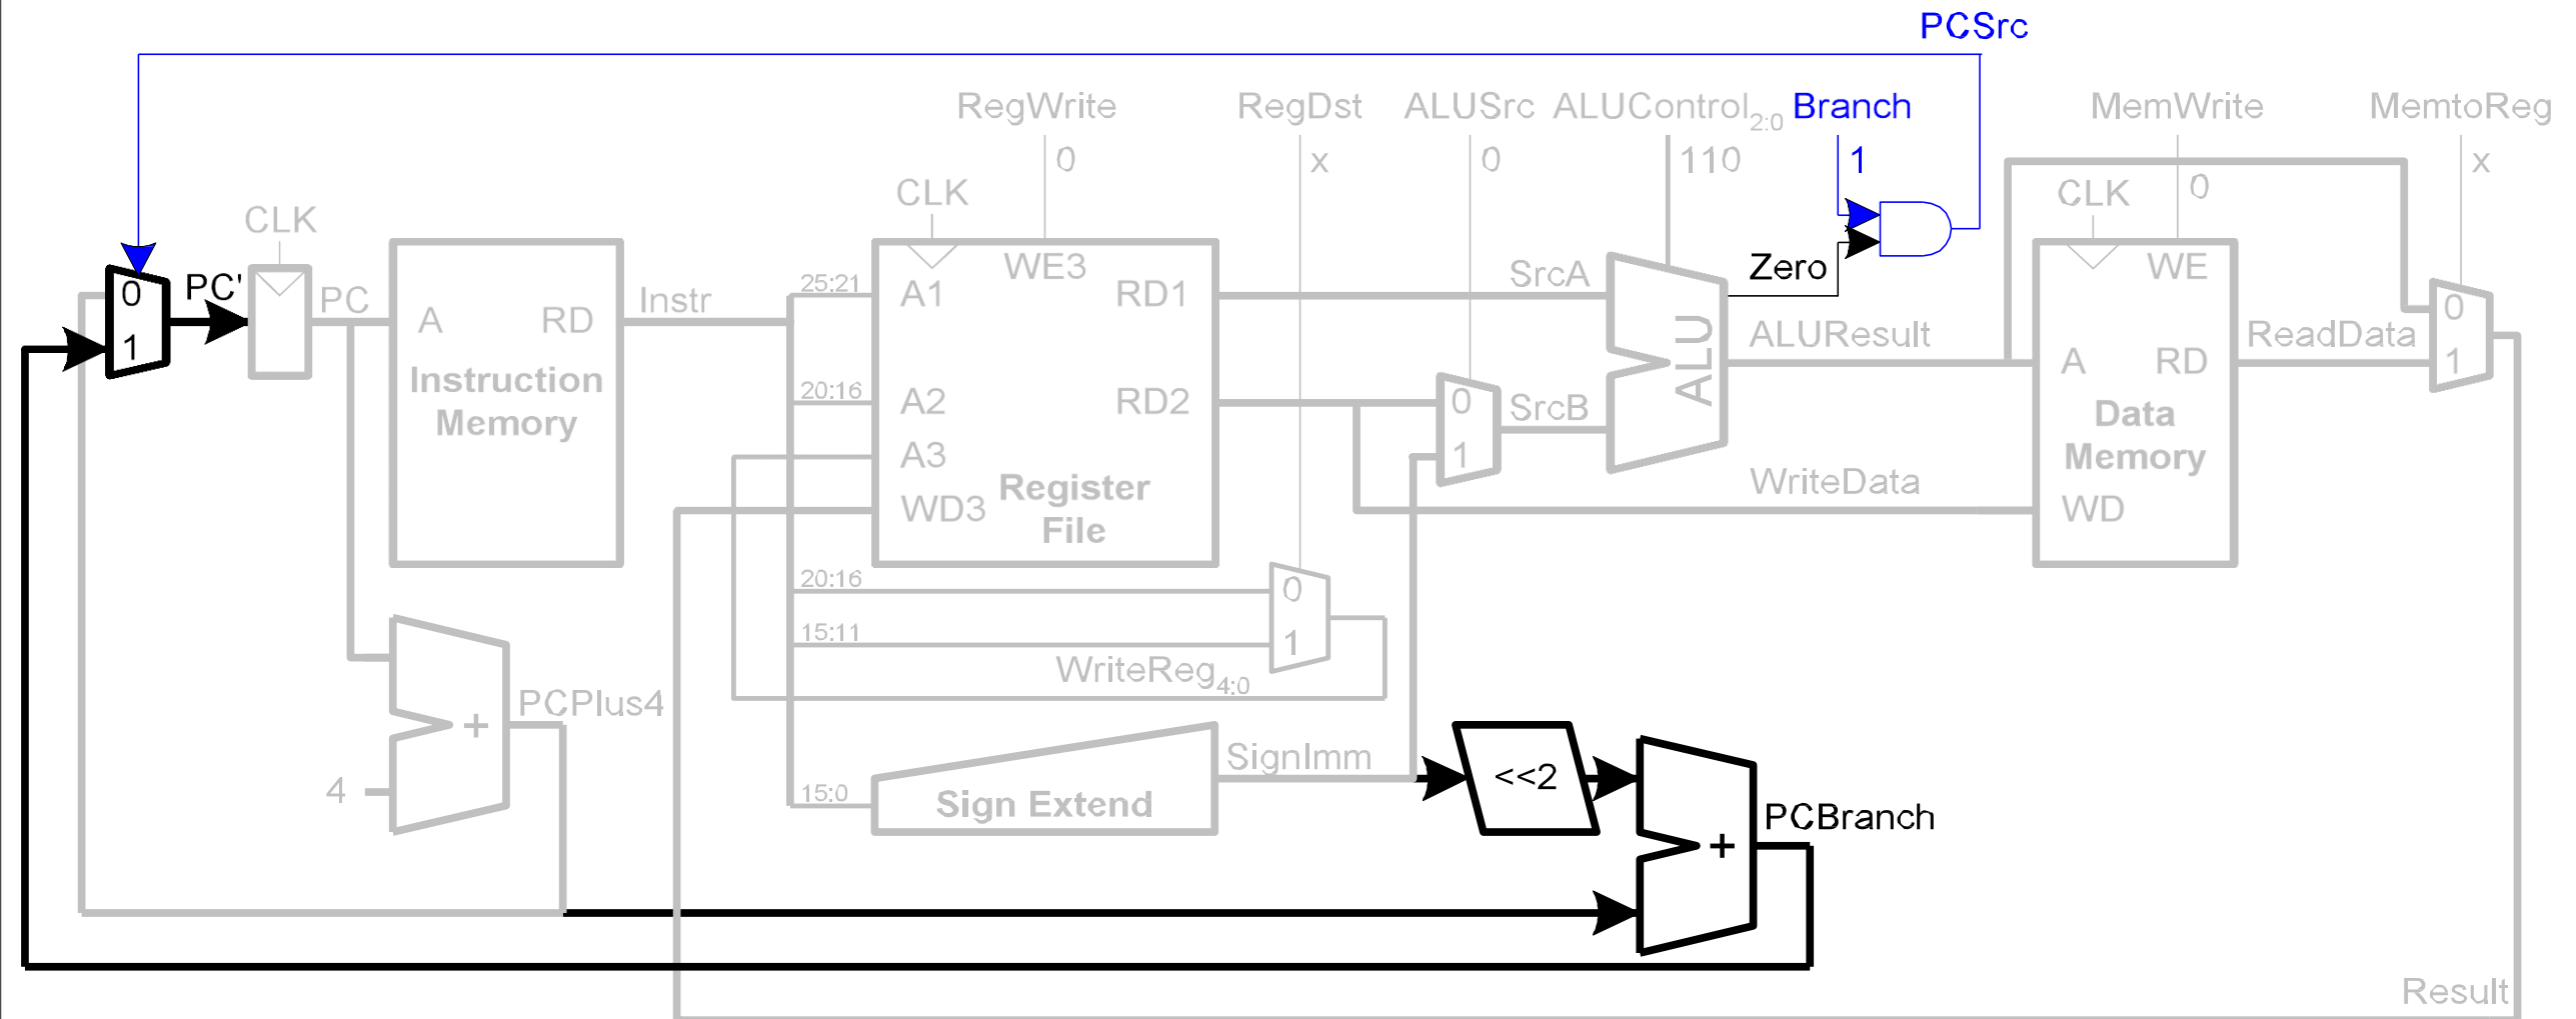 PCSrc
RegWrite RegDst ALUSrc ALUControl2:0 Branch MemWrite MemtoReg
0 x 0 110 1 0 x
CLK CLK CLK
0 PC' PC A RD Instr 25:21 A1 WE3 RD1 SrcA Zero WE 0
1
Instruction
Memory
20:16 A2 RD2 0 SrcB ALU ALUResult A RD ReadData 1
A3 1
WD3 Register
File
WriteData WD
Data
Memory
20:16 0
15:11 1
WriteReg4:0
PCPlus4
+
4
15:0 Sign Extend SignImm <<2
+ PCBranch
Result